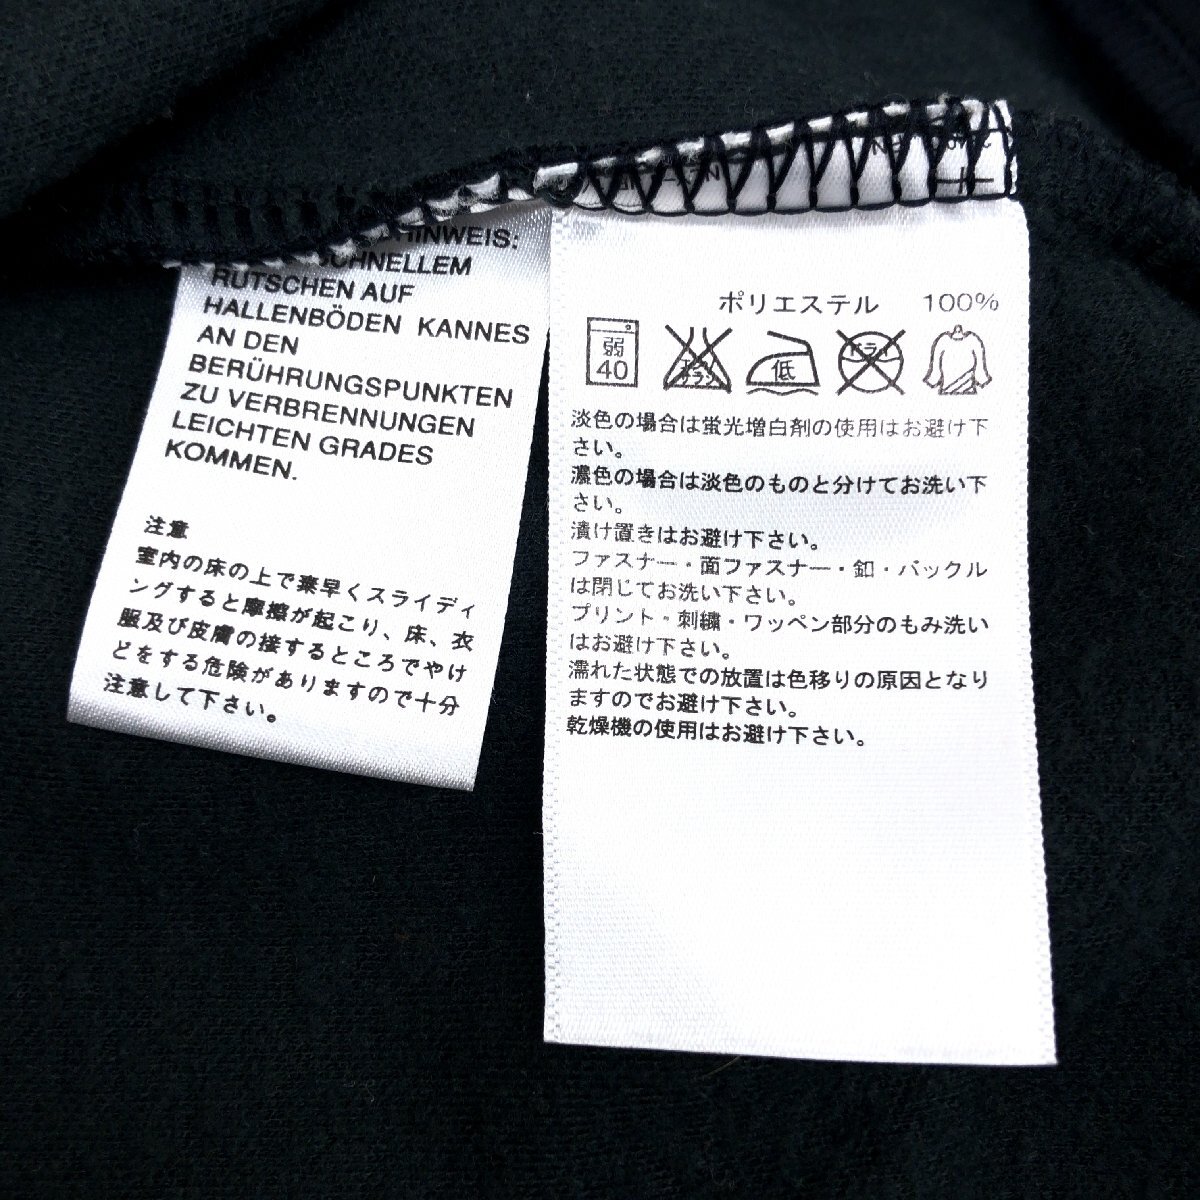 HINWEIS:
SCHNELLEM
RUTSCHEN AUF
HALLENBÖDEN KANNES
AN DEN
BERÜHRUNGSPUNKTEN
ZU VERBRENNUNGEN
LEICHTEN GRADES
KOMMEN.
注意
室内の床の上で素早くスライディ
ングすると摩擦が起こり、床、衣
服及び皮膚の接するところでやけ
どをする危険がありますので十分
注意して下さい。
ポリエステル 100%
弱
40
エンソ
サラシ
低
ドライ
淡色の場合は蛍光増白剤の使用はお避け下
さい。
濃色の場合は淡色のものと分けてお洗い下
さい。
漬け置きはお避け下さい。
ファスナー・面ファスナー・釦・バックル
は閉じてお洗い下さい。
プリント・刺繍・ワッペン部分のもみ洗い
はお避け下さい。
濡れた状態での放置は色移りの原因となり
ますのでお避け下さい。
乾燥機の使用はお避け下さい。